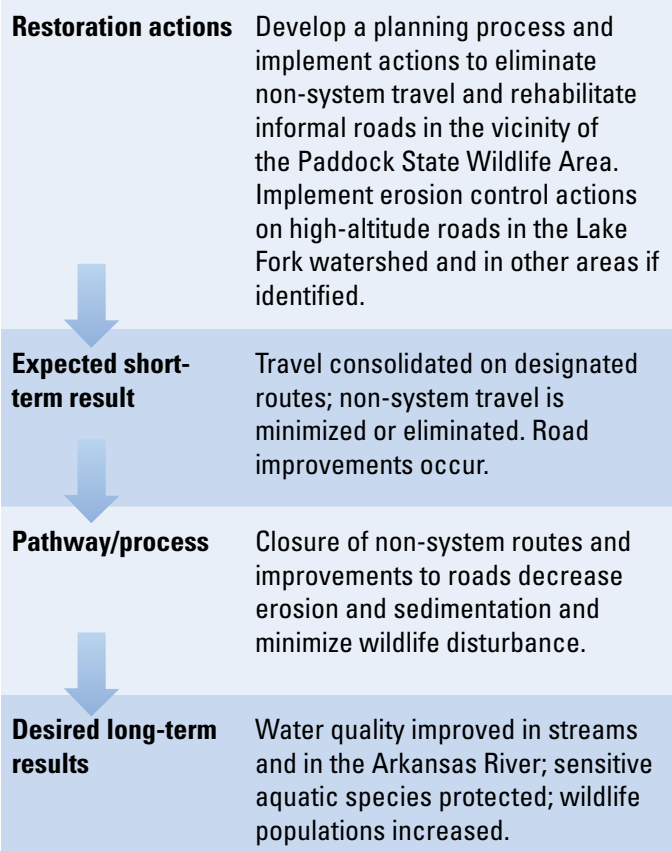 Restoration actions
Develop a planning process and
implement actions to eliminate
non-system travel and rehabilitate
informal roads in the vicinity of
the Paddock State Wildlife Area.
Implement erosion control actions
on high-altitude roads in the Lake
Fork watershed and in other areas if
identified.
Expected short-
term result
Travel consolidated on designated
routes; non-system travel is
minimized or eliminated. Road
improvements occur.
Pathway/process
Closure of non-system routes and
improvements to roads decrease
erosion and sedimentation and
minimize wildlife disturbance.
Desired long-term
results
Water quality improved in streams
and in the Arkansas River; sensitive
aquatic species protected; wildlife
populations increased.